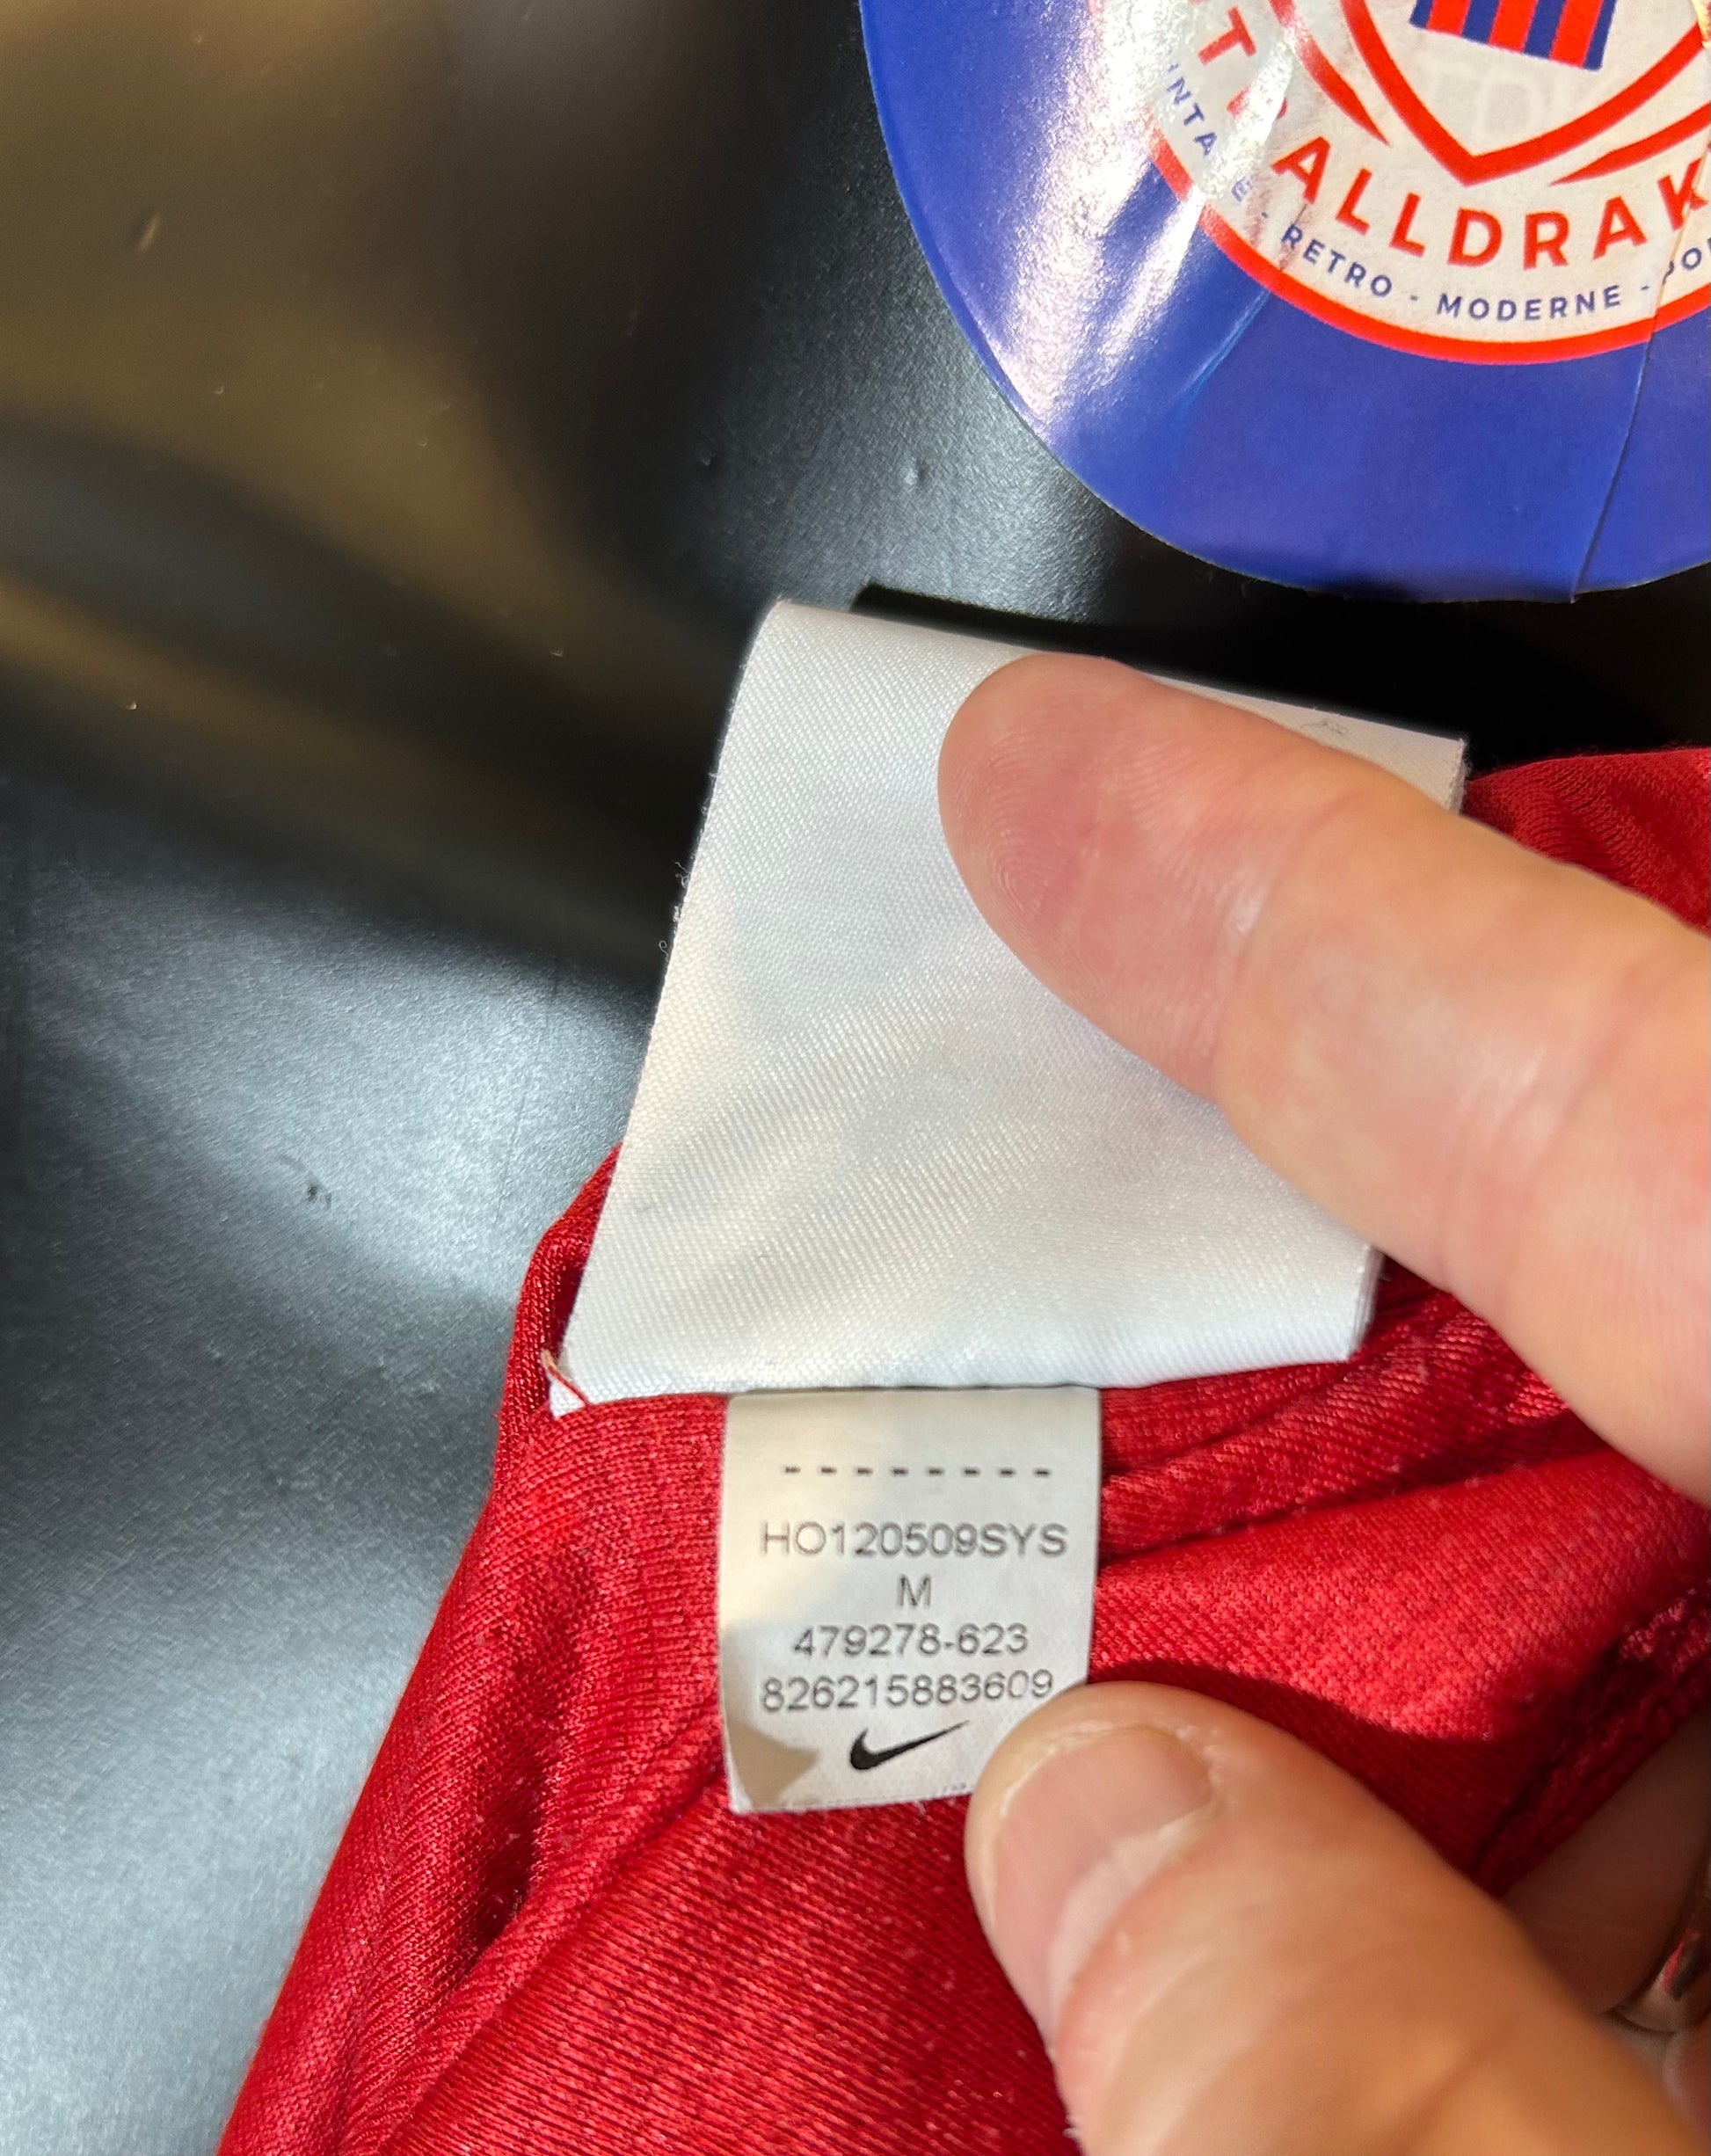 ALLDRAK
RETRO - MODERNE -
--------
HO120509SYS
M
479278-623
826215883609